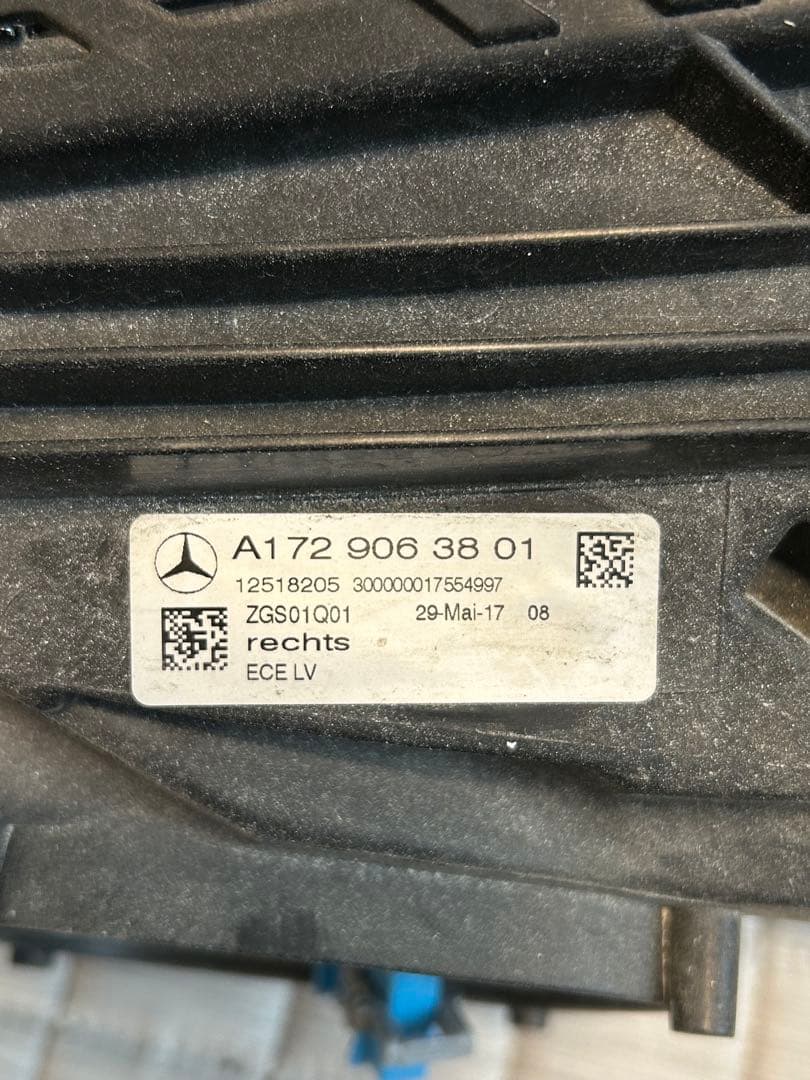 A172 906 38 01
12518205 300000017554997
ZGS01Q01 29-Mai-17 08
rechts
ECE LV